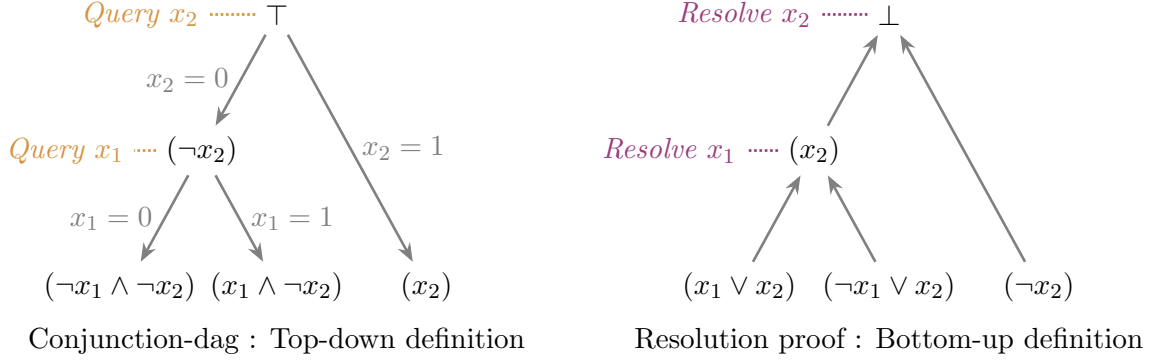 Query x₂ ⊤
x₂ = 0
Query x₁ (¬x₂)
x₂ = 1
x₁ = 0 x₁ = 1
(¬x₁ ∧ ¬x₂) (x₁ ∧ ¬x₂) (x₂)
Conjunction-dag : Top-down definition
Resolve x₂ ⊥
Resolve x₁ (x₂)
(x₁ ∨ x₂) (¬x₁ ∨ x₂) (¬x₂)
Resolution proof : Bottom-up definition